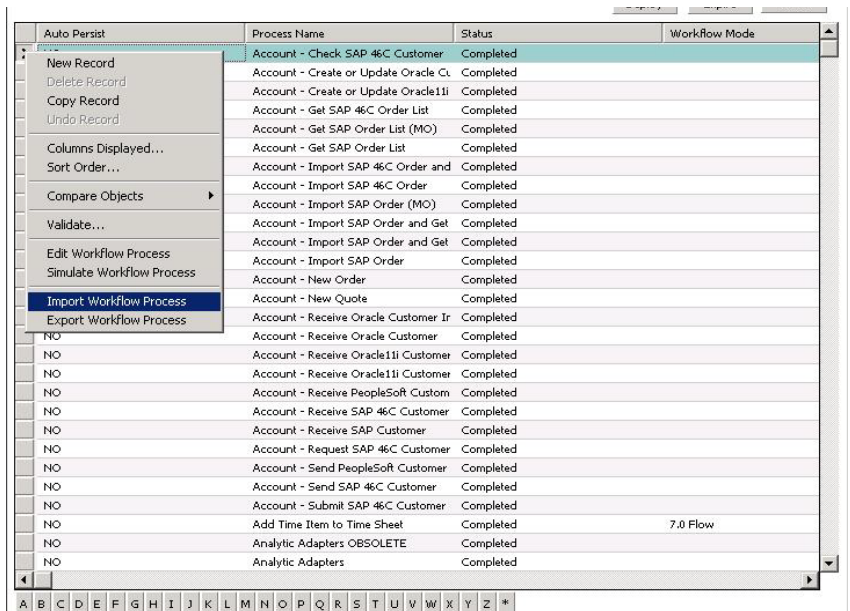 Auto Persist Process Name Status Workflow Mode
Account - Check SAP 46C Customer Completed
New Record
Account - Create or Update Oracle Cu Completed
Delete Record
Account - Create or Update Oracle11i Completed
Copy Record
Account - Get SAP 46C Order List Completed
Undo Record
Account - Get SAP Order List (MO) Completed
Columns Displayed...
Account - Get SAP Order List Completed
Sort Order...
Account - Import SAP 46C Order and Completed
Account - Import SAP 46C Order Completed
Compare Objects
Account - Import SAP Order (MO) Completed
Validate...
Account - Import SAP Order and Get Completed
Account - Import SAP Order and Get Completed
Edit Workflow Process
Account - Import SAP Order Completed
Simulate Workflow Process
Account - New Order Completed
Import Workflow Process
Account - New Quote Completed
Export Workflow Process
Account - Receive Oracle Customer Ir Completed
NO Account - Receive Oracle Customer Completed
NO Account - Receive Oracle11i Customer Completed
NO Account - Receive Oracle11i Customer Completed
NO Account - Receive PeopleSoft Custom Completed
NO Account - Receive SAP 46C Customer Completed
NO Account - Receive SAP Customer Completed
NO Account - Request SAP 46C Customer Completed
NO Account - Send PeopleSoft Customer Completed
NO Account - Send SAP 46C Customer Completed
NO Account - Submit SAP 46C Customer Completed
NO Add Time Item to Time Sheet Completed 7.0 Flow
NO Analytic Adapters OBSOLETE Completed
NO Analytic Adapters Completed
A B C D E F G H I J K L M N O P Q R S T U V W X Y Z *